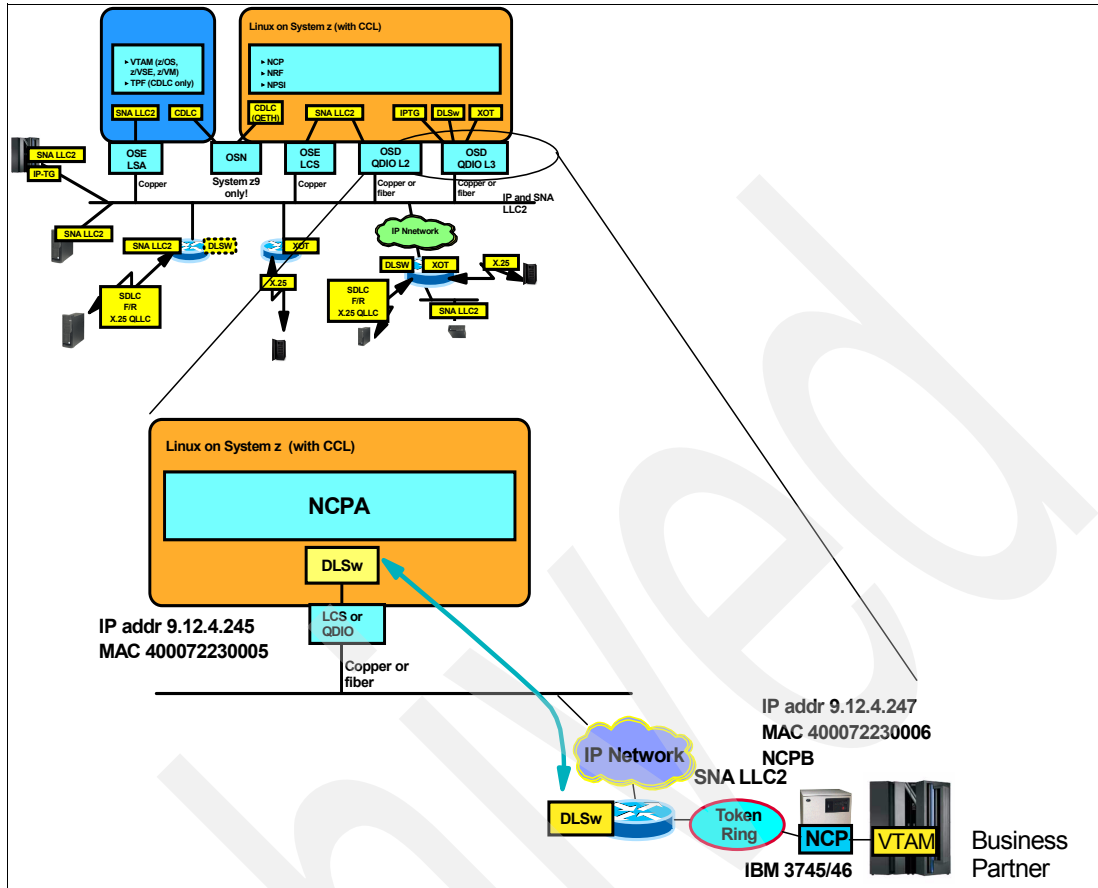 Linux on System z (with CCL)
▸ VTAM (z/OS,
z/VSE, z/VM)
▸ TPF (CDLC only)
▸ NCP
▸ NRF
▸ NPSI
SNA LLC2
CDLC
CDLC
(QETH)
SNA LLC2
IPTG
DLSw
XOT
OSE
LSA
OSN
OSE
LCS
OSD
QDIO L2
OSD
QDIO L3
SNA LLC2
IP-TG
Copper
System z9
only!
Copper
Copper or
fiber
Copper or
fiber
IP and SNA
LLC2
SNA LLC2
SNA LLC2
DLSW
XOT
IP Nnetwork
DLSW
XOT
X.25
X.25
SDLC
F/R
X.25 QLLC
SDLC
F/R
X.25 QLLC
SNA LLC2
Linux on System z (with CCL)
NCPA
DLSw
LCS or
QDIO
IP addr 9.12.4.245
MAC 400072230005
Copper or
fiber
IP addr 9.12.4.247
MAC 400072230006
NCPB
IP Network
SNA LLC2
DLSw
Token
Ring
NCP
VTAM
Business
Partner
IBM 3745/46